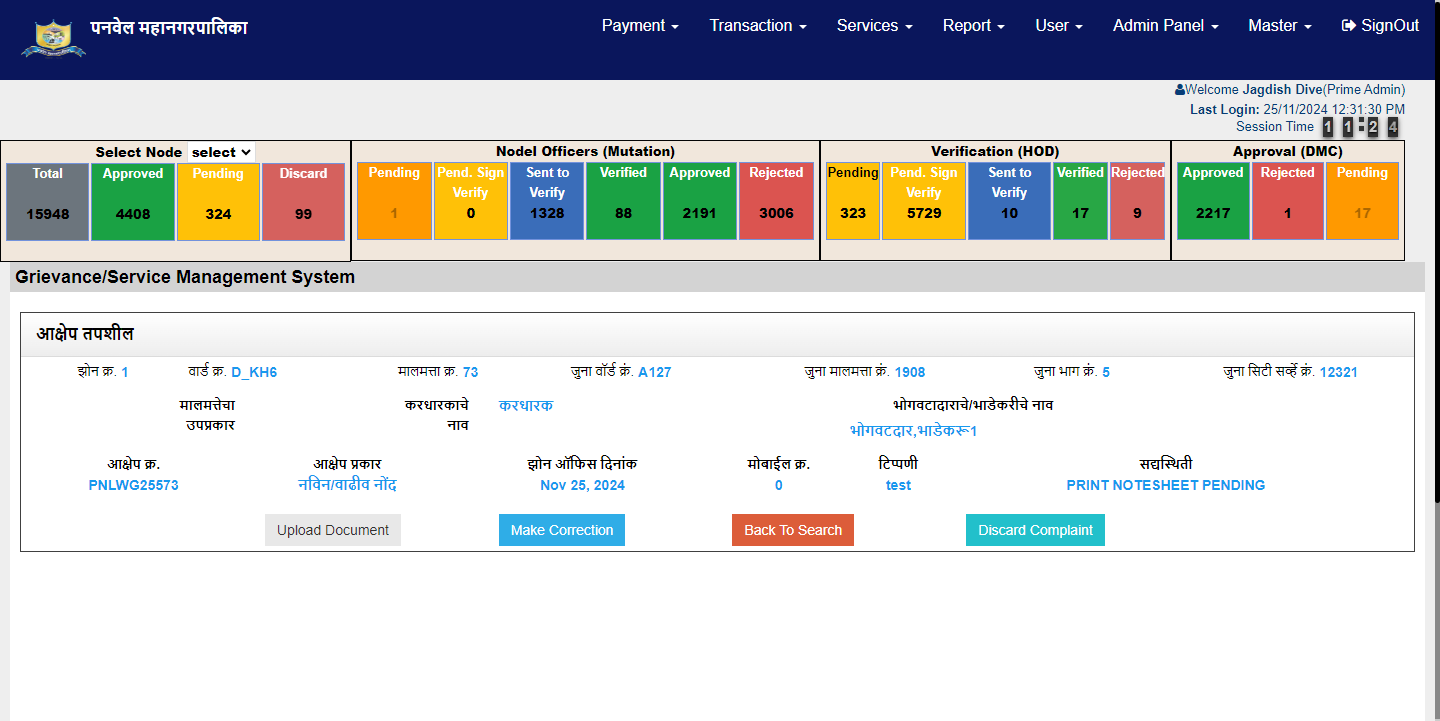 पनवेल महानगरपालिका
Payment Transaction Services Report User Admin Panel Master SignOut
Welcome Jagdish Dive(Prime Admin)
Last Login: 25/11/2024 12:31:30 PM
Session Time 11:24
Select Node select
Total Approved Pending Discard
15948 4408 324 99
Nodel Officers (Mutation)
Pending Pend. Sign Verify Sent to Verify Verified Approved Rejected
1 0 1328 88 2191 3006
Verification (HOD)
Pending Pend. Sign Verify Sent to Verify Verified Rejected
323 5729 10 17 9
Approval (DMC)
Approved Rejected Pending
2217 1 17
Grievance/Service Management System
आक्षेप तपशील
झोन क्र. 1 वार्ड क्र. D_KH6 मालमत्ता क्र. 73 जुना वॉर्ड क्रं. A127 जुना मालमत्ता क्रं. 1908 जुना भाग क्रं. 5 जुना सिटी सर्व्हे क्रं. 12321
मालमत्तेचा उपप्रकार करधारकाचे नाव करधारक भोगवटादाराचे/भाडेकरीचे नाव
भोगवटदार,भाडेकरू1
आक्षेप क्र. आक्षेप प्रकार झोन ऑफिस दिनांक मोबाईल क्र. टिप्पणी सद्यस्थिती
PNLWG25573 नविन/वाढीव नोंद Nov 25, 2024 0 test PRINT NOTESHEET PENDING
Upload Document Make Correction Back To Search Discard Complaint